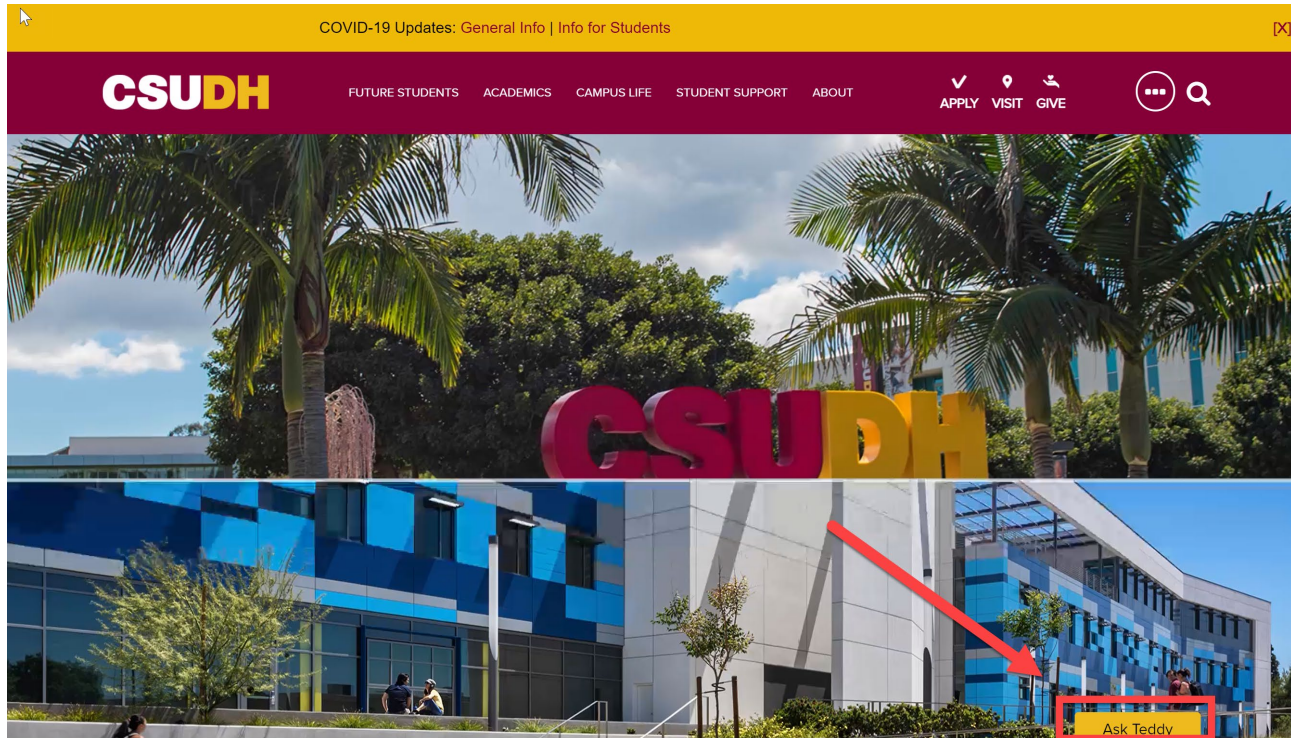 COVID-19 Updates: General Info | Info for Students [X]
CSUDH
FUTURE STUDENTS ACADEMICS CAMPUS LIFE STUDENT SUPPORT ABOUT
APPLY VISIT GIVE
CSUDH
Ask Teddy